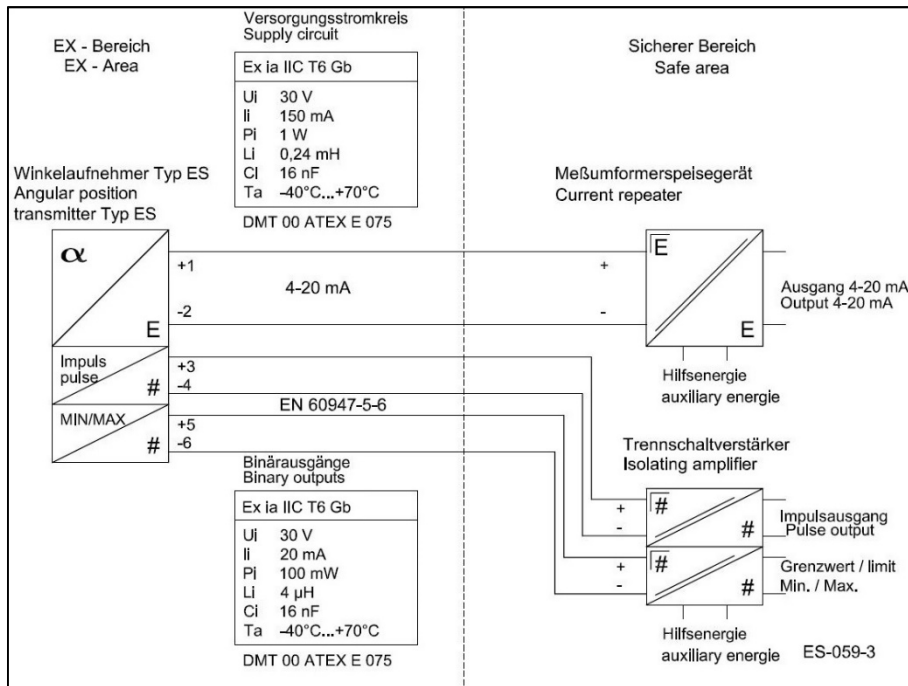 Versorgungsstromkreis
Supply circuit
EX - Bereich
EX - Area
Sicherer Bereich
Safe area
Ex ia IIC T6 Gb
Ui 30 V
Ii 150 mA
Pi 1 W
Li 0,24 mH
CI 16 nF
Ta -40°C...+70°C
DMT 00 ATEX E 075
Winkelaufnehmer Typ ES
Angular position
transmitter Typ ES
Meßumformerspeisegerät
Current repeater
α
E
+1
-2
4-20 mA
+
-
E
E
Ausgang 4-20 mA
Output 4-20 mA
Hilfsenergie
auxiliary energie
Impuls
pulse
#
+3
-4
EN 60947-5-6
MIN/MAX
#
+5
-6
Trennschaltverstärker
Isolating amplifier
+
-
#
#
Impulsausgang
Pulse output
+
-
#
#
Grenzwert / limit
Min. / Max.
Hilfsenergie
auxiliary energie
ES-059-3
Binärausgänge
Binary outputs
Ex ia IIC T6 Gb
Ui 30 V
Ii 20 mA
Pi 100 mW
Li 4 µH
Ci 16 nF
Ta -40°C...+70°C
DMT 00 ATEX E 075